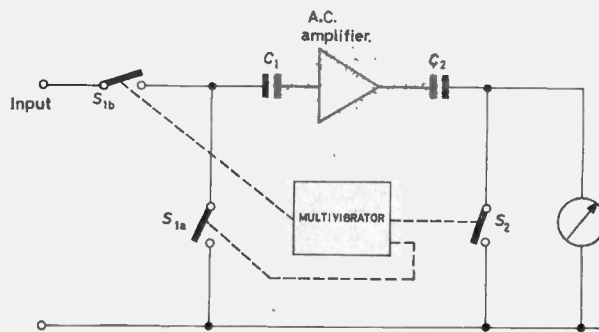 A.C.
amplifier.
C1
C2
Input
S1b
S1a
MULTIVIBRATOR
S2